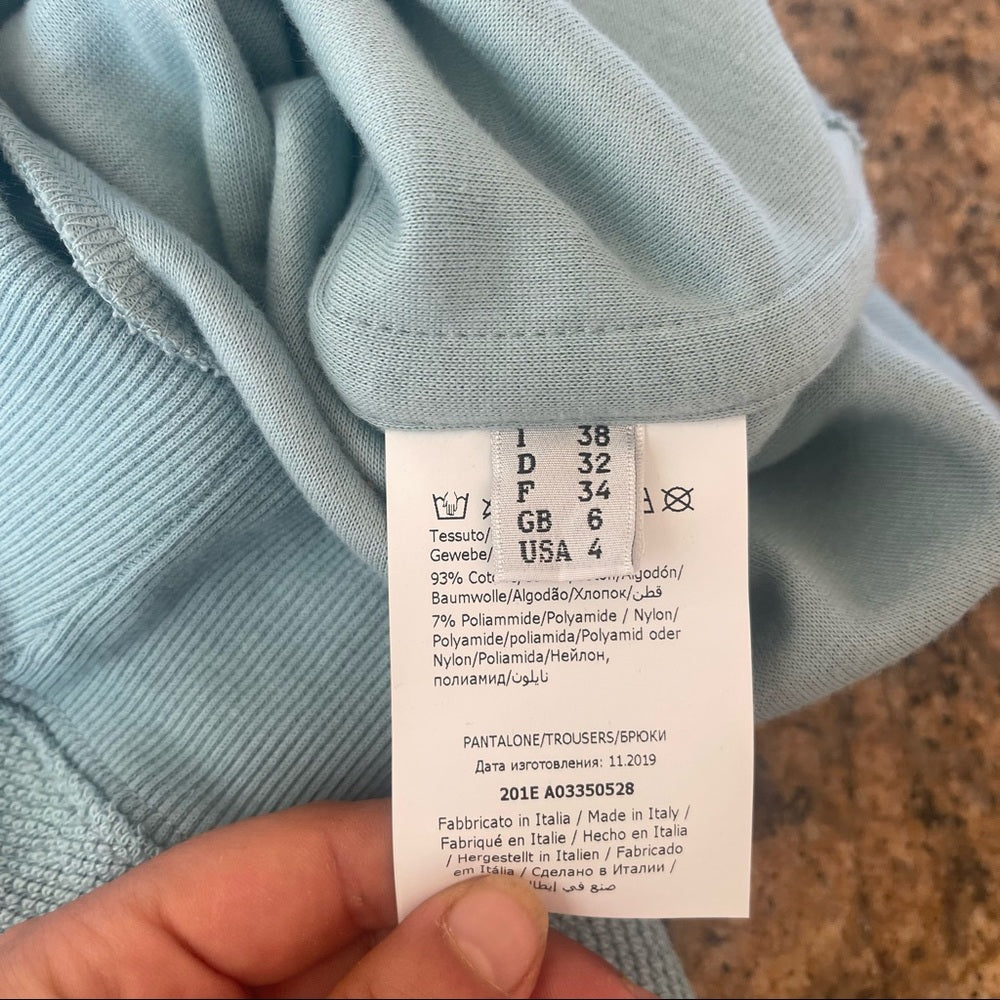 I 38
D 32
F 34
GB 6
USA 4
Tessuto/
Gewebe/
93% Coto
Baumwolle/Algodão/Хлопок/قطن
7% Poliammide/Polyamide / Nylon/
Polyamide/poliamida/Polyamid oder
Nylon/Poliamida/Нейлон,
полиамид/نايلون
PANTALONE/TROUSERS/БРЮКИ
Дата изготовления: 11.2019
201E A03350528
Fabbricato in Italia / Made in Italy /
Fabriqué en Italie / Hecho en Italia
/ Hergestellt in Italien / Fabricado
em Itália / Сделано в Италии /
صنع في ايطا